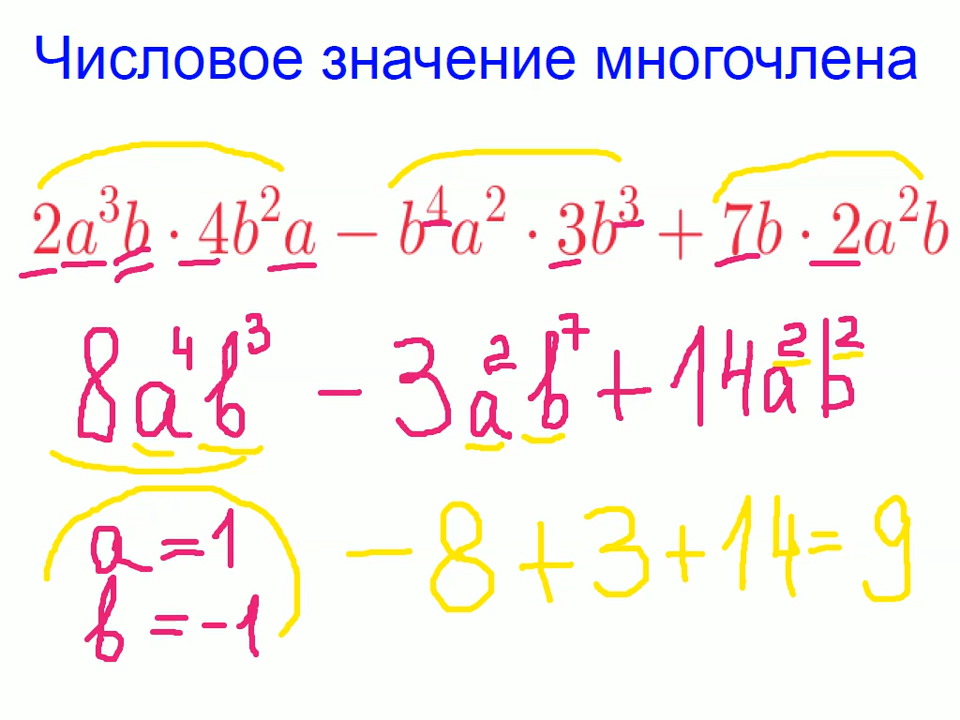 Числовое значение многочлена
2a³b · 4b²a − b⁴a² · 3b³ + 7b · 2a²b
8a⁴b³ − 3a²b⁷ + 14a²b²
a = 1
b = -1
− 8 + 3 + 14 = 9